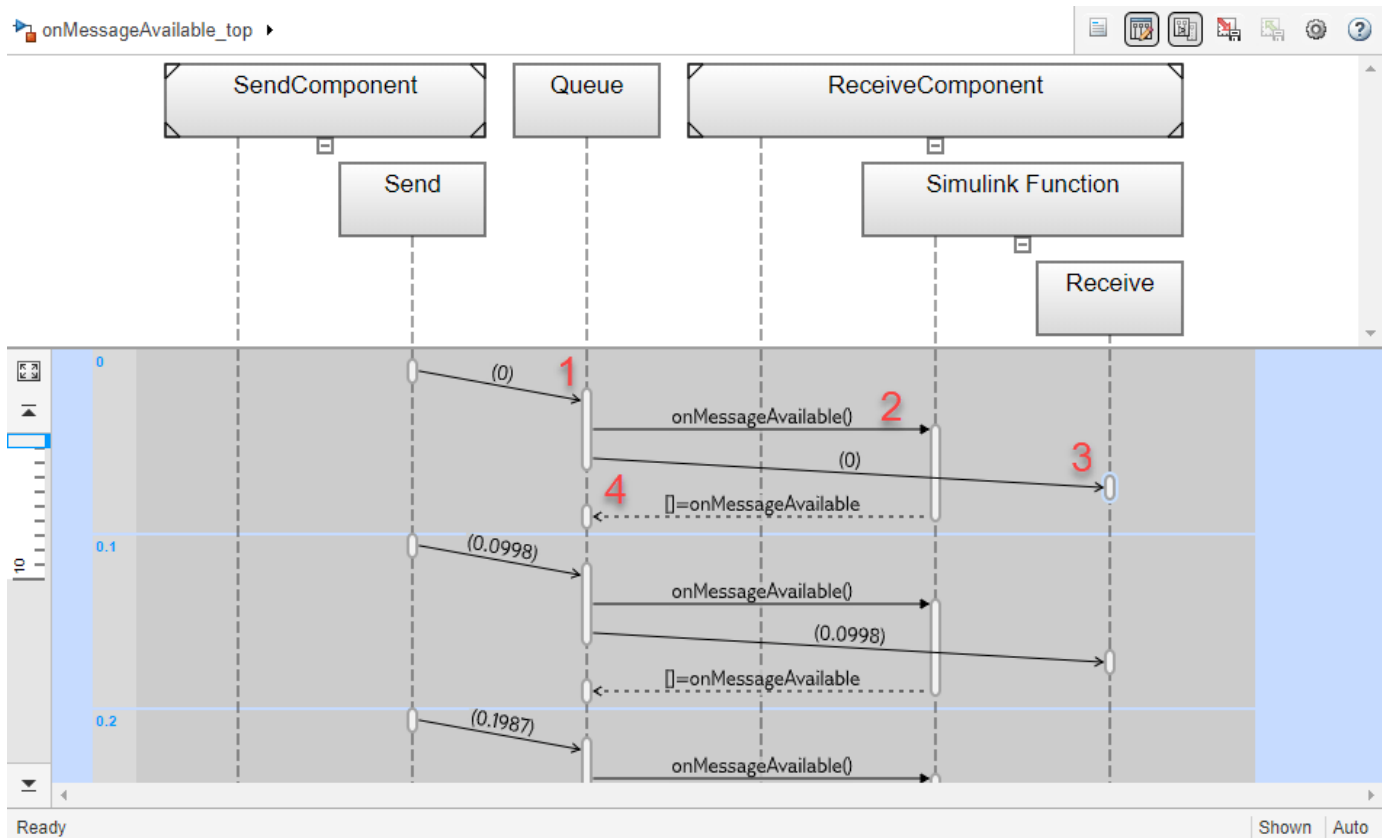 onMessageAvailable_top
SendComponent
Queue
ReceiveComponent
Send
Simulink Function
Receive
0
(0)
1
onMessageAvailable()
2
(0)
3
4
[]=onMessageAvailable
0.1
(0.0998)
10
onMessageAvailable()
(0.0998)
[]=onMessageAvailable
0.2
(0.1987)
onMessageAvailable()
Ready
Shown
Auto